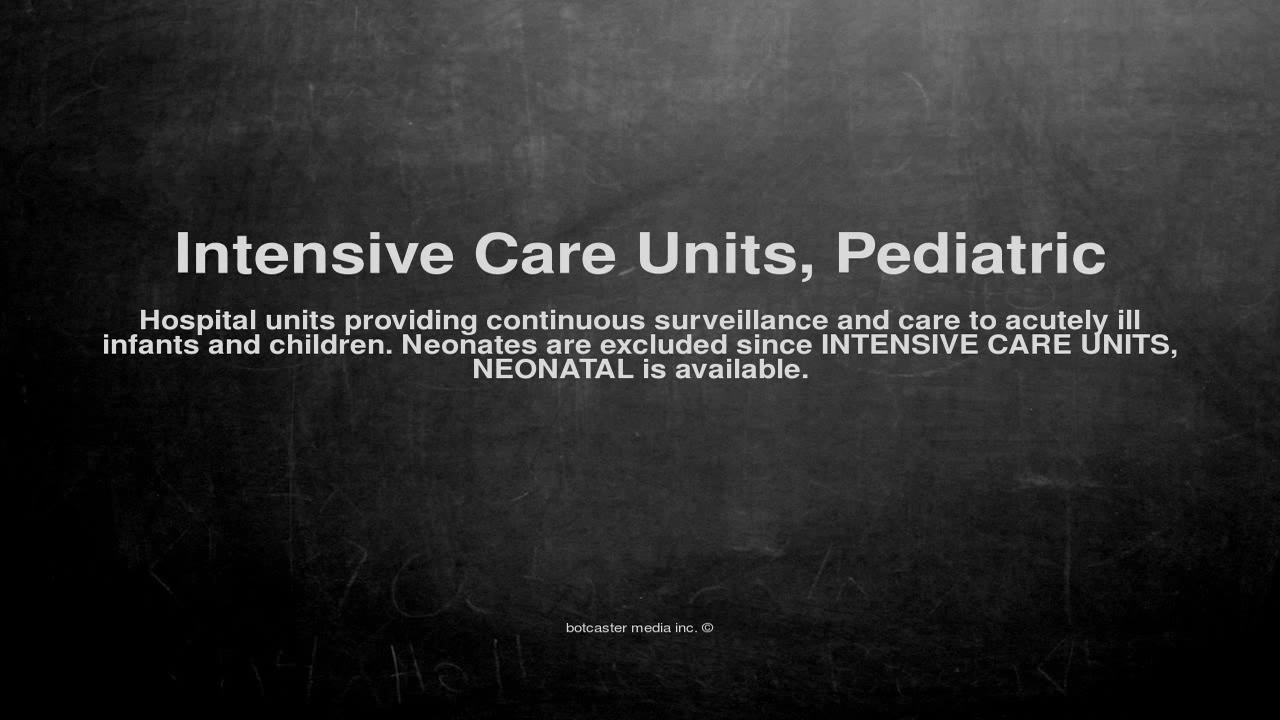 Intensive Care Units, Pediatric
Hospital units providing continuous surveillance and care to acutely ill
infants and children. Neonates are excluded since INTENSIVE CARE UNITS,
NEONATAL is available.
botcaster media inc. ©